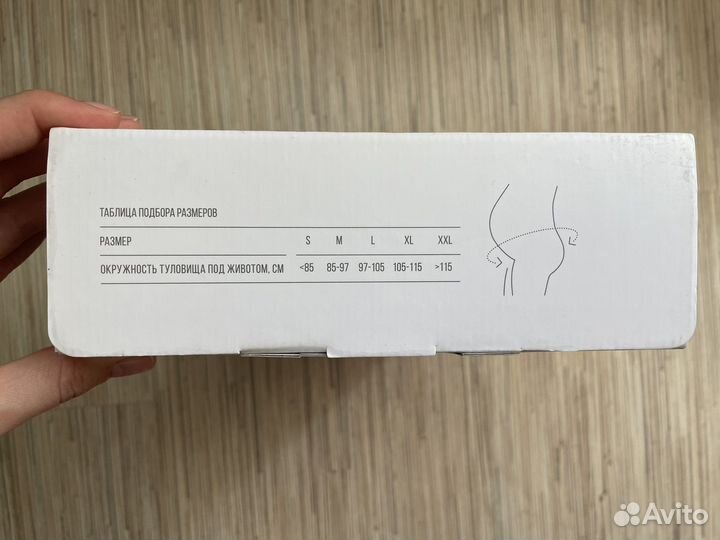 ТАБЛИЦА ПОДБОРА РАЗМЕРОВ
РАЗМЕР S M L XL XXL
ОКРУЖНОСТЬ ТУЛОВИЩА ПОД ЖИВОТОМ, СМ <85 85-97 97-105 105-115 >115
Avito